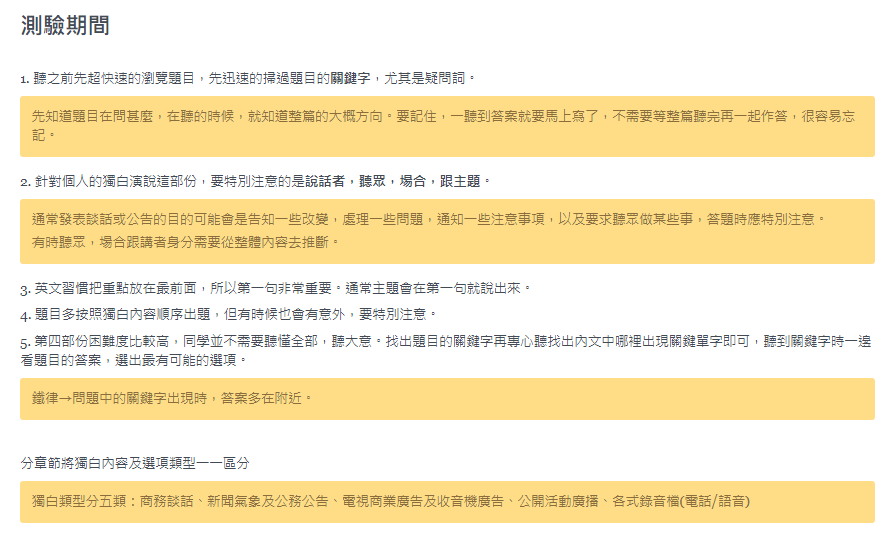 測驗期間
1. 聽之前先超快速的瀏覽題目，先迅速的掃過題目的關鍵字，尤其是疑問詞。
先知道題目在問甚麼，在聽的時候，就知道整篇的大概方向。要記住，一聽到答案就要馬上寫了，不需要等整篇聽完再一起作答，很容易忘
記。
2. 針對個人的獨白演說這部份，要特別注意的是說話者，聽眾，場合，跟主題。
通常發表談話或公告的目的可能會是告知一些改變，處理一些問題，通知一些注意事項，以及要求聽眾做某些事，答題時應特別注意。
有時聽眾，場合跟講者身分需要從整體內容去推斷。
3. 英文習慣把重點放在最前面，所以第一句非常重要。通常主題會在第一句就說出來。
4. 題目多按照獨白內容順序出題，但有時候也會有意外，要特別注意。
5. 第四部份困難度比較高，同學並不需要聽懂全部，聽大意。找出題目的關鍵字再專心聽找出內文中哪裡出現關鍵單字即可，聽到關鍵字時一邊
看題目的答案，選出最有可能的選項。
鐵律→問題中的關鍵字出現時，答案多在附近。
分章節將獨白內容及選項類型一一區分
獨白類型分五類：商務談話、新聞氣象及公務公告、電視商業廣告及收音機廣告、公開活動廣播、各式錄音檔(電話/語音)